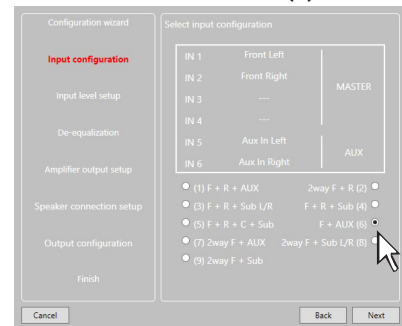 Configuration wizard
Input configuration
Input level setup
De-equalization
Amplifier output setup
Speaker connection setup
Output configuration
Finish
Select input configuration
IN 1 Front Left
IN 2 Front Right
IN 3 ---
IN 4 ---
MASTER
IN 5 Aux In Left
IN 6 Aux In Right
AUX
(1) F + R + AUX 2way F + R (2)
(3) F + R + Sub L/R F + R + Sub (4)
(5) F + R + C + Sub F + AUX (6)
(7) 2way F + AUX 2way F + Sub L/R (8)
(9) 2way F + Sub
Cancel Back Next